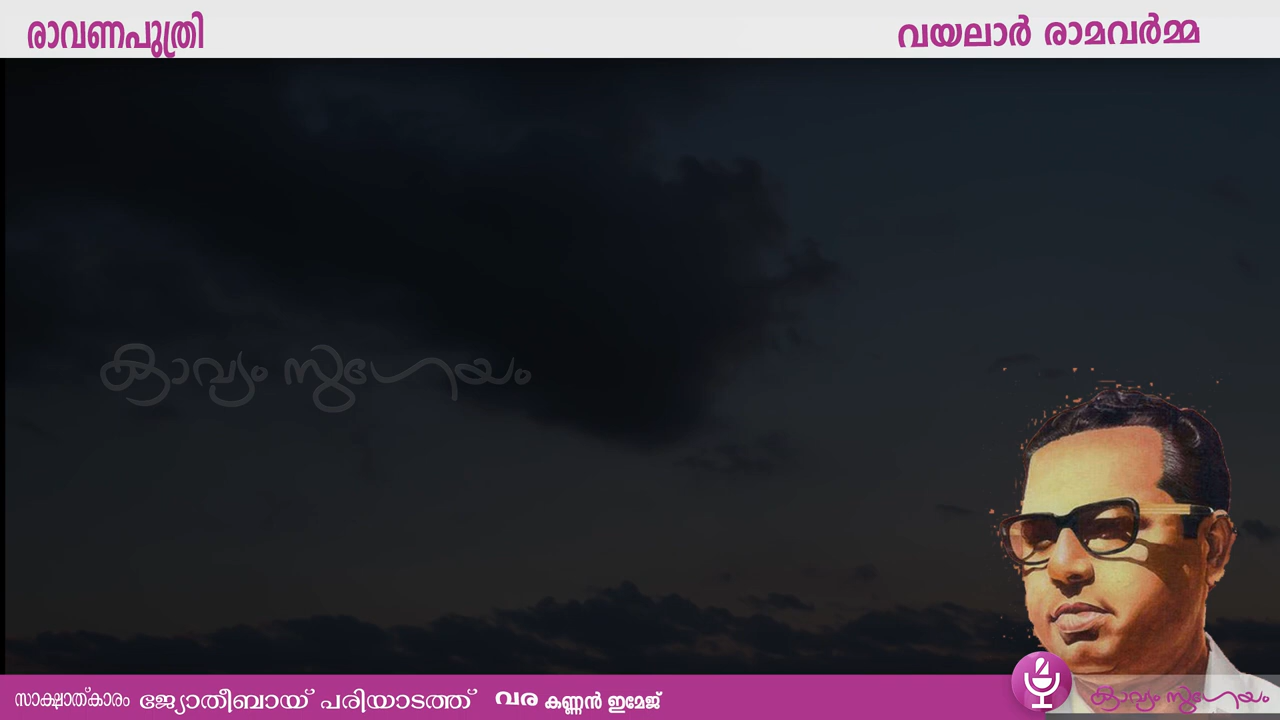 രാവണപുത്രി
വയലാർ രാമവർമ്മ
കാവ്യം സുഗേയം
സാക്ഷാത്കാരം ജ്യോതീബായ് പരിയാടത്ത് വര കണ്ണൻ ഇമേജ്
കാവ്യം സുഗേയം